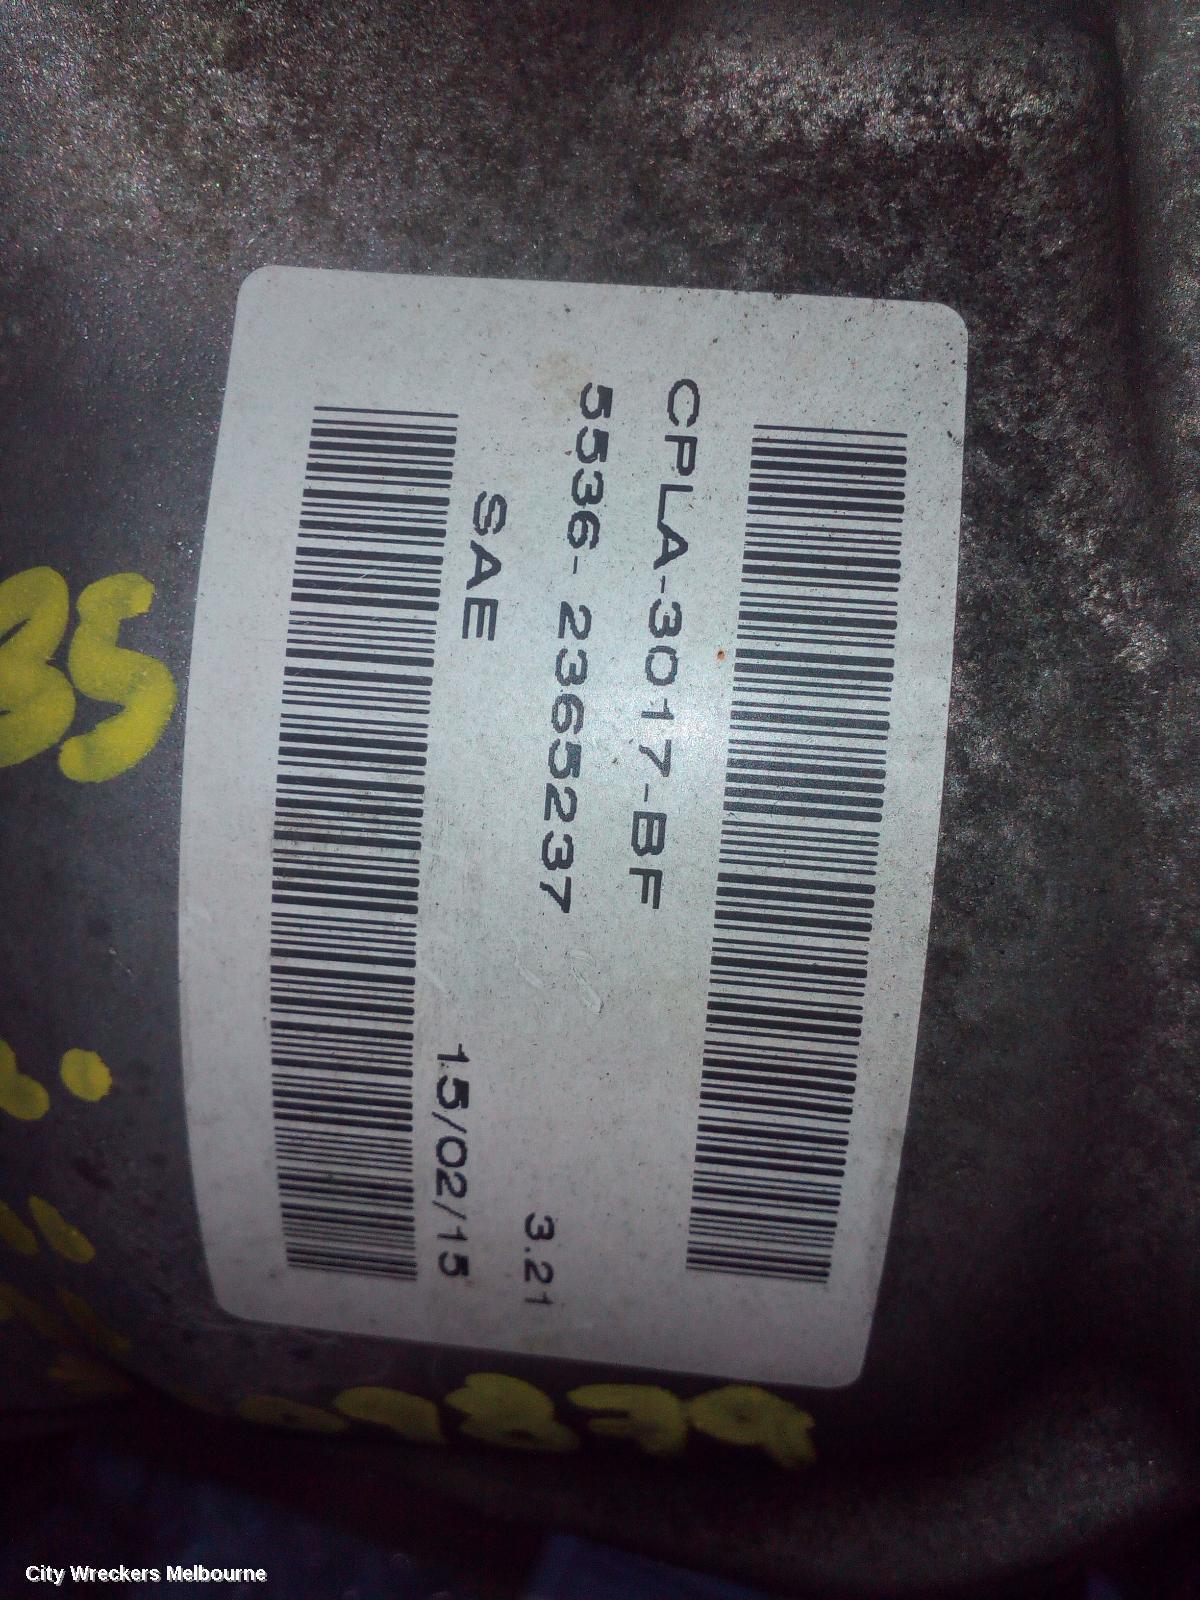 CPLA-3017-BF
5536-2365237
3.21
SAE 15/02/15
City Wreckers Melbourne